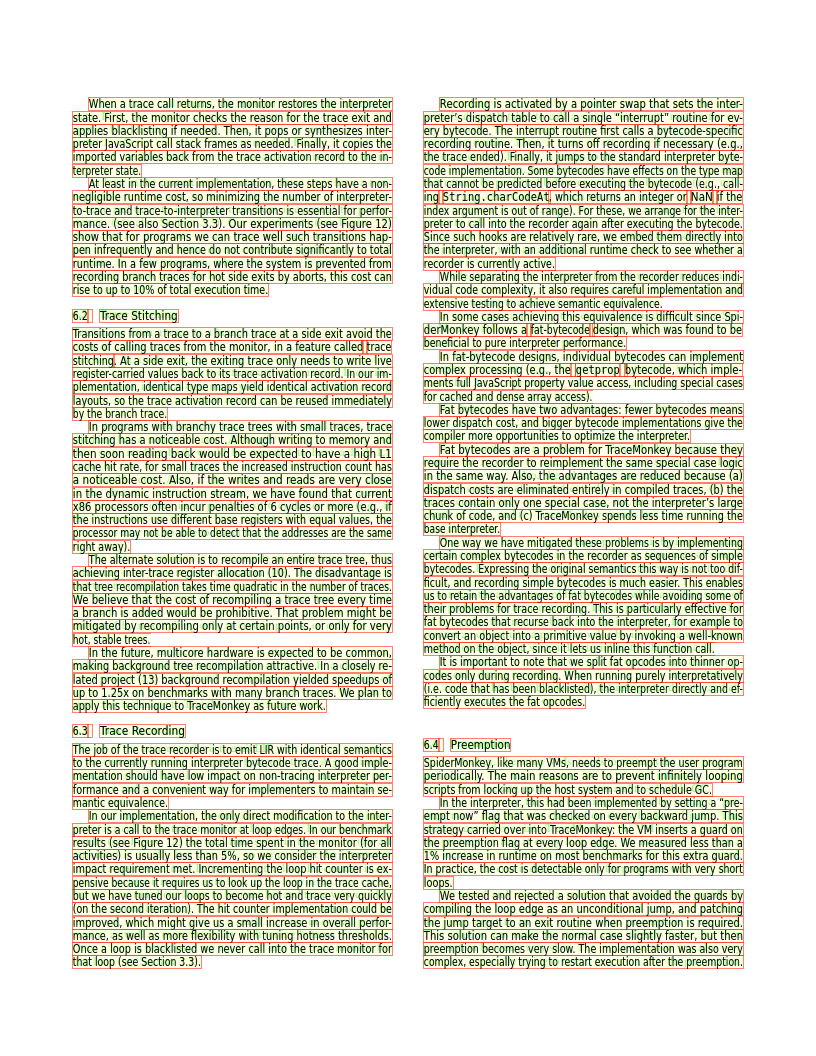 When a trace call returns, the monitor restores the interpreter
state. First, the monitor checks the reason for the trace exit and
applies blacklisting if needed. Then, it pops or synthesizes inter-
preter JavaScript call stack frames as needed. Finally, it copies the
imported variables back from the trace activation record to the in-
terpreter state.
At least in the current implementation, these steps have a non-
negligible runtime cost, so minimizing the number of interpreter-
to-trace and trace-to-interpreter transitions is essential for perfor-
mance. (see also Section 3.3). Our experiments (see Figure 12)
show that for programs we can trace well such transitions hap-
pen infrequently and hence do not contribute significantly to total
runtime. In a few programs, where the system is prevented from
recording branch traces for hot side exits by aborts, this cost can
rise to up to 10% of total execution time.
6.2 Trace Stitching
Transitions from a trace to a branch trace at a side exit avoid the
costs of calling traces from the monitor, in a feature called trace
stitching. At a side exit, the exiting trace only needs to write live
register-carried values back to its trace activation record. In our im-
plementation, identical type maps yield identical activation record
layouts, so the trace activation record can be reused immediately
by the branch trace.
In programs with branchy trace trees with small traces, trace
stitching has a noticeable cost. Although writing to memory and
then soon reading back would be expected to have a high L1
cache hit rate, for small traces the increased instruction count has
a noticeable cost. Also, if the writes and reads are very close
in the dynamic instruction stream, we have found that current
x86 processors often incur penalties of 6 cycles or more (e.g., if
the instructions use different base registers with equal values, the
processor may not be able to detect that the addresses are the same
right away).
The alternate solution is to recompile an entire trace tree, thus
achieving inter-trace register allocation (10). The disadvantage is
that tree recompilation takes time quadratic in the number of traces.
We believe that the cost of recompiling a trace tree every time
a branch is added would be prohibitive. That problem might be
mitigated by recompiling only at certain points, or only for very
hot, stable trees.
In the future, multicore hardware is expected to be common,
making background tree recompilation attractive. In a closely re-
lated project (13) background recompilation yielded speedups of
up to 1.25x on benchmarks with many branch traces. We plan to
apply this technique to TraceMonkey as future work.
6.3 Trace Recording
The job of the trace recorder is to emit LIR with identical semantics
to the currently running interpreter bytecode trace. A good imple-
mentation should have low impact on non-tracing interpreter per-
formance and a convenient way for implementers to maintain se-
mantic equivalence.
In our implementation, the only direct modification to the inter-
preter is a call to the trace monitor at loop edges. In our benchmark
results (see Figure 12) the total time spent in the monitor (for all
activities) is usually less than 5%, so we consider the interpreter
impact requirement met. Incrementing the loop hit counter is ex-
pensive because it requires us to look up the loop in the trace cache,
but we have tuned our loops to become hot and trace very quickly
(on the second iteration). The hit counter implementation could be
improved, which might give us a small increase in overall perfor-
mance, as well as more flexibility with tuning hotness thresholds.
Once a loop is blacklisted we never call into the trace monitor for
that loop (see Section 3.3).
Recording is activated by a pointer swap that sets the inter-
preter's dispatch table to call a single “interrupt” routine for ev-
ery bytecode. The interrupt routine first calls a bytecode-specific
recording routine. Then, it turns off recording if necessary (e.g.,
the trace ended). Finally, it jumps to the standard interpreter byte-
code implementation. Some bytecodes have effects on the type map
that cannot be predicted before executing the bytecode (e.g., call-
ing String.charCodeAt, which returns an integer or NaN if the
index argument is out of range). For these, we arrange for the inter-
preter to call into the recorder again after executing the bytecode.
Since such hooks are relatively rare, we embed them directly into
the interpreter, with an additional runtime check to see whether a
recorder is currently active.
While separating the interpreter from the recorder reduces indi-
vidual code complexity, it also requires careful implementation and
extensive testing to achieve semantic equivalence.
In some cases achieving this equivalence is difficult since Spi-
derMonkey follows a fat-bytecode design, which was found to be
beneficial to pure interpreter performance.
In fat-bytecode designs, individual bytecodes can implement
complex processing (e.g., the getprop bytecode, which imple-
ments full JavaScript property value access, including special cases
for cached and dense array access).
Fat bytecodes have two advantages: fewer bytecodes means
lower dispatch cost, and bigger bytecode implementations give the
compiler more opportunities to optimize the interpreter.
Fat bytecodes are a problem for TraceMonkey because they
require the recorder to reimplement the same special case logic
in the same way. Also, the advantages are reduced because (a)
dispatch costs are eliminated entirely in compiled traces, (b) the
traces contain only one special case, not the interpreter's large
chunk of code, and (c) TraceMonkey spends less time running the
base interpreter.
One way we have mitigated these problems is by implementing
certain complex bytecodes in the recorder as sequences of simple
bytecodes. Expressing the original semantics this way is not too dif-
ficult, and recording simple bytecodes is much easier. This enables
us to retain the advantages of fat bytecodes while avoiding some of
their problems for trace recording. This is particularly effective for
fat bytecodes that recurse back into the interpreter, for example to
convert an object into a primitive value by invoking a well-known
method on the object, since it lets us inline this function call.
It is important to note that we split fat opcodes into thinner op-
codes only during recording. When running purely interpretatively
(i.e. code that has been blacklisted), the interpreter directly and ef-
ficiently executes the fat opcodes.
6.4 Preemption
SpiderMonkey, like many VMs, needs to preempt the user program
periodically. The main reasons are to prevent infinitely looping
scripts from locking up the host system and to schedule GC.
In the interpreter, this had been implemented by setting a “pre-
empt now” flag that was checked on every backward jump. This
strategy carried over into TraceMonkey: the VM inserts a guard on
the preemption flag at every loop edge. We measured less than a
1% increase in runtime on most benchmarks for this extra guard.
In practice, the cost is detectable only for programs with very short
loops.
We tested and rejected a solution that avoided the guards by
compiling the loop edge as an unconditional jump, and patching
the jump target to an exit routine when preemption is required.
This solution can make the normal case slightly faster, but then
preemption becomes very slow. The implementation was also very
complex, especially trying to restart execution after the preemption.